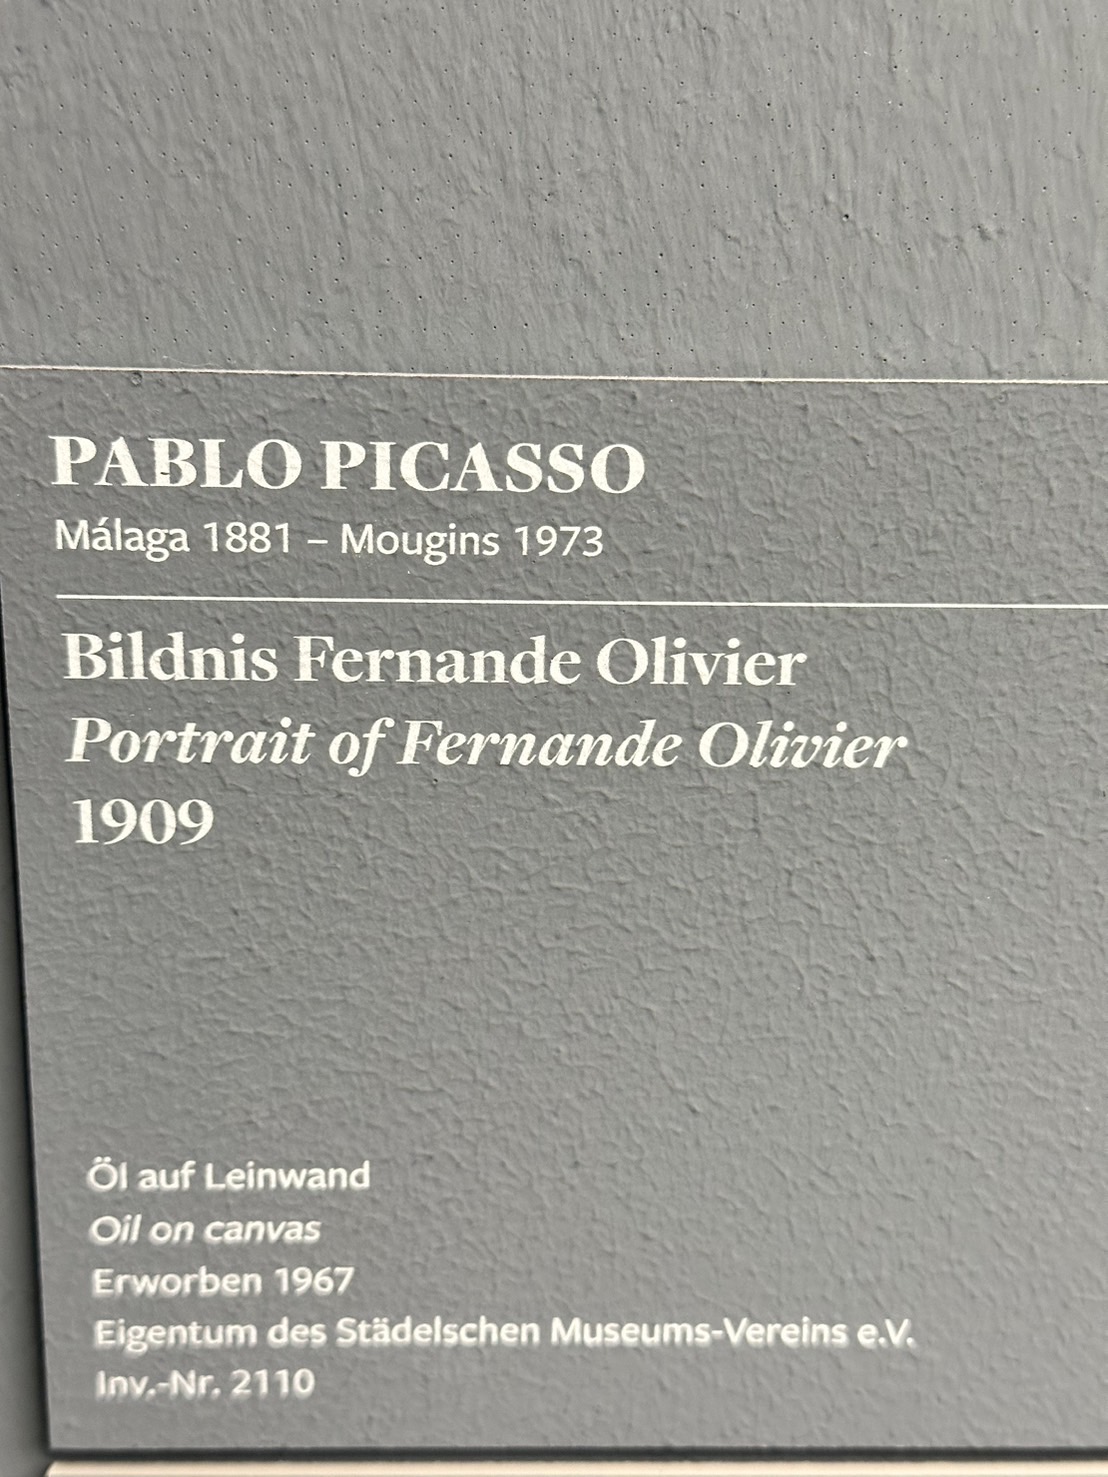 PABLO PICASSO
Málaga 1881 – Mougins 1973
Bildnis Fernande Olivier
Portrait of Fernande Olivier
1909
Öl auf Leinwand
Oil on canvas
Erworben 1967
Eigentum des Städelschen Museums-Vereins e.V.
Inv.-Nr. 2110